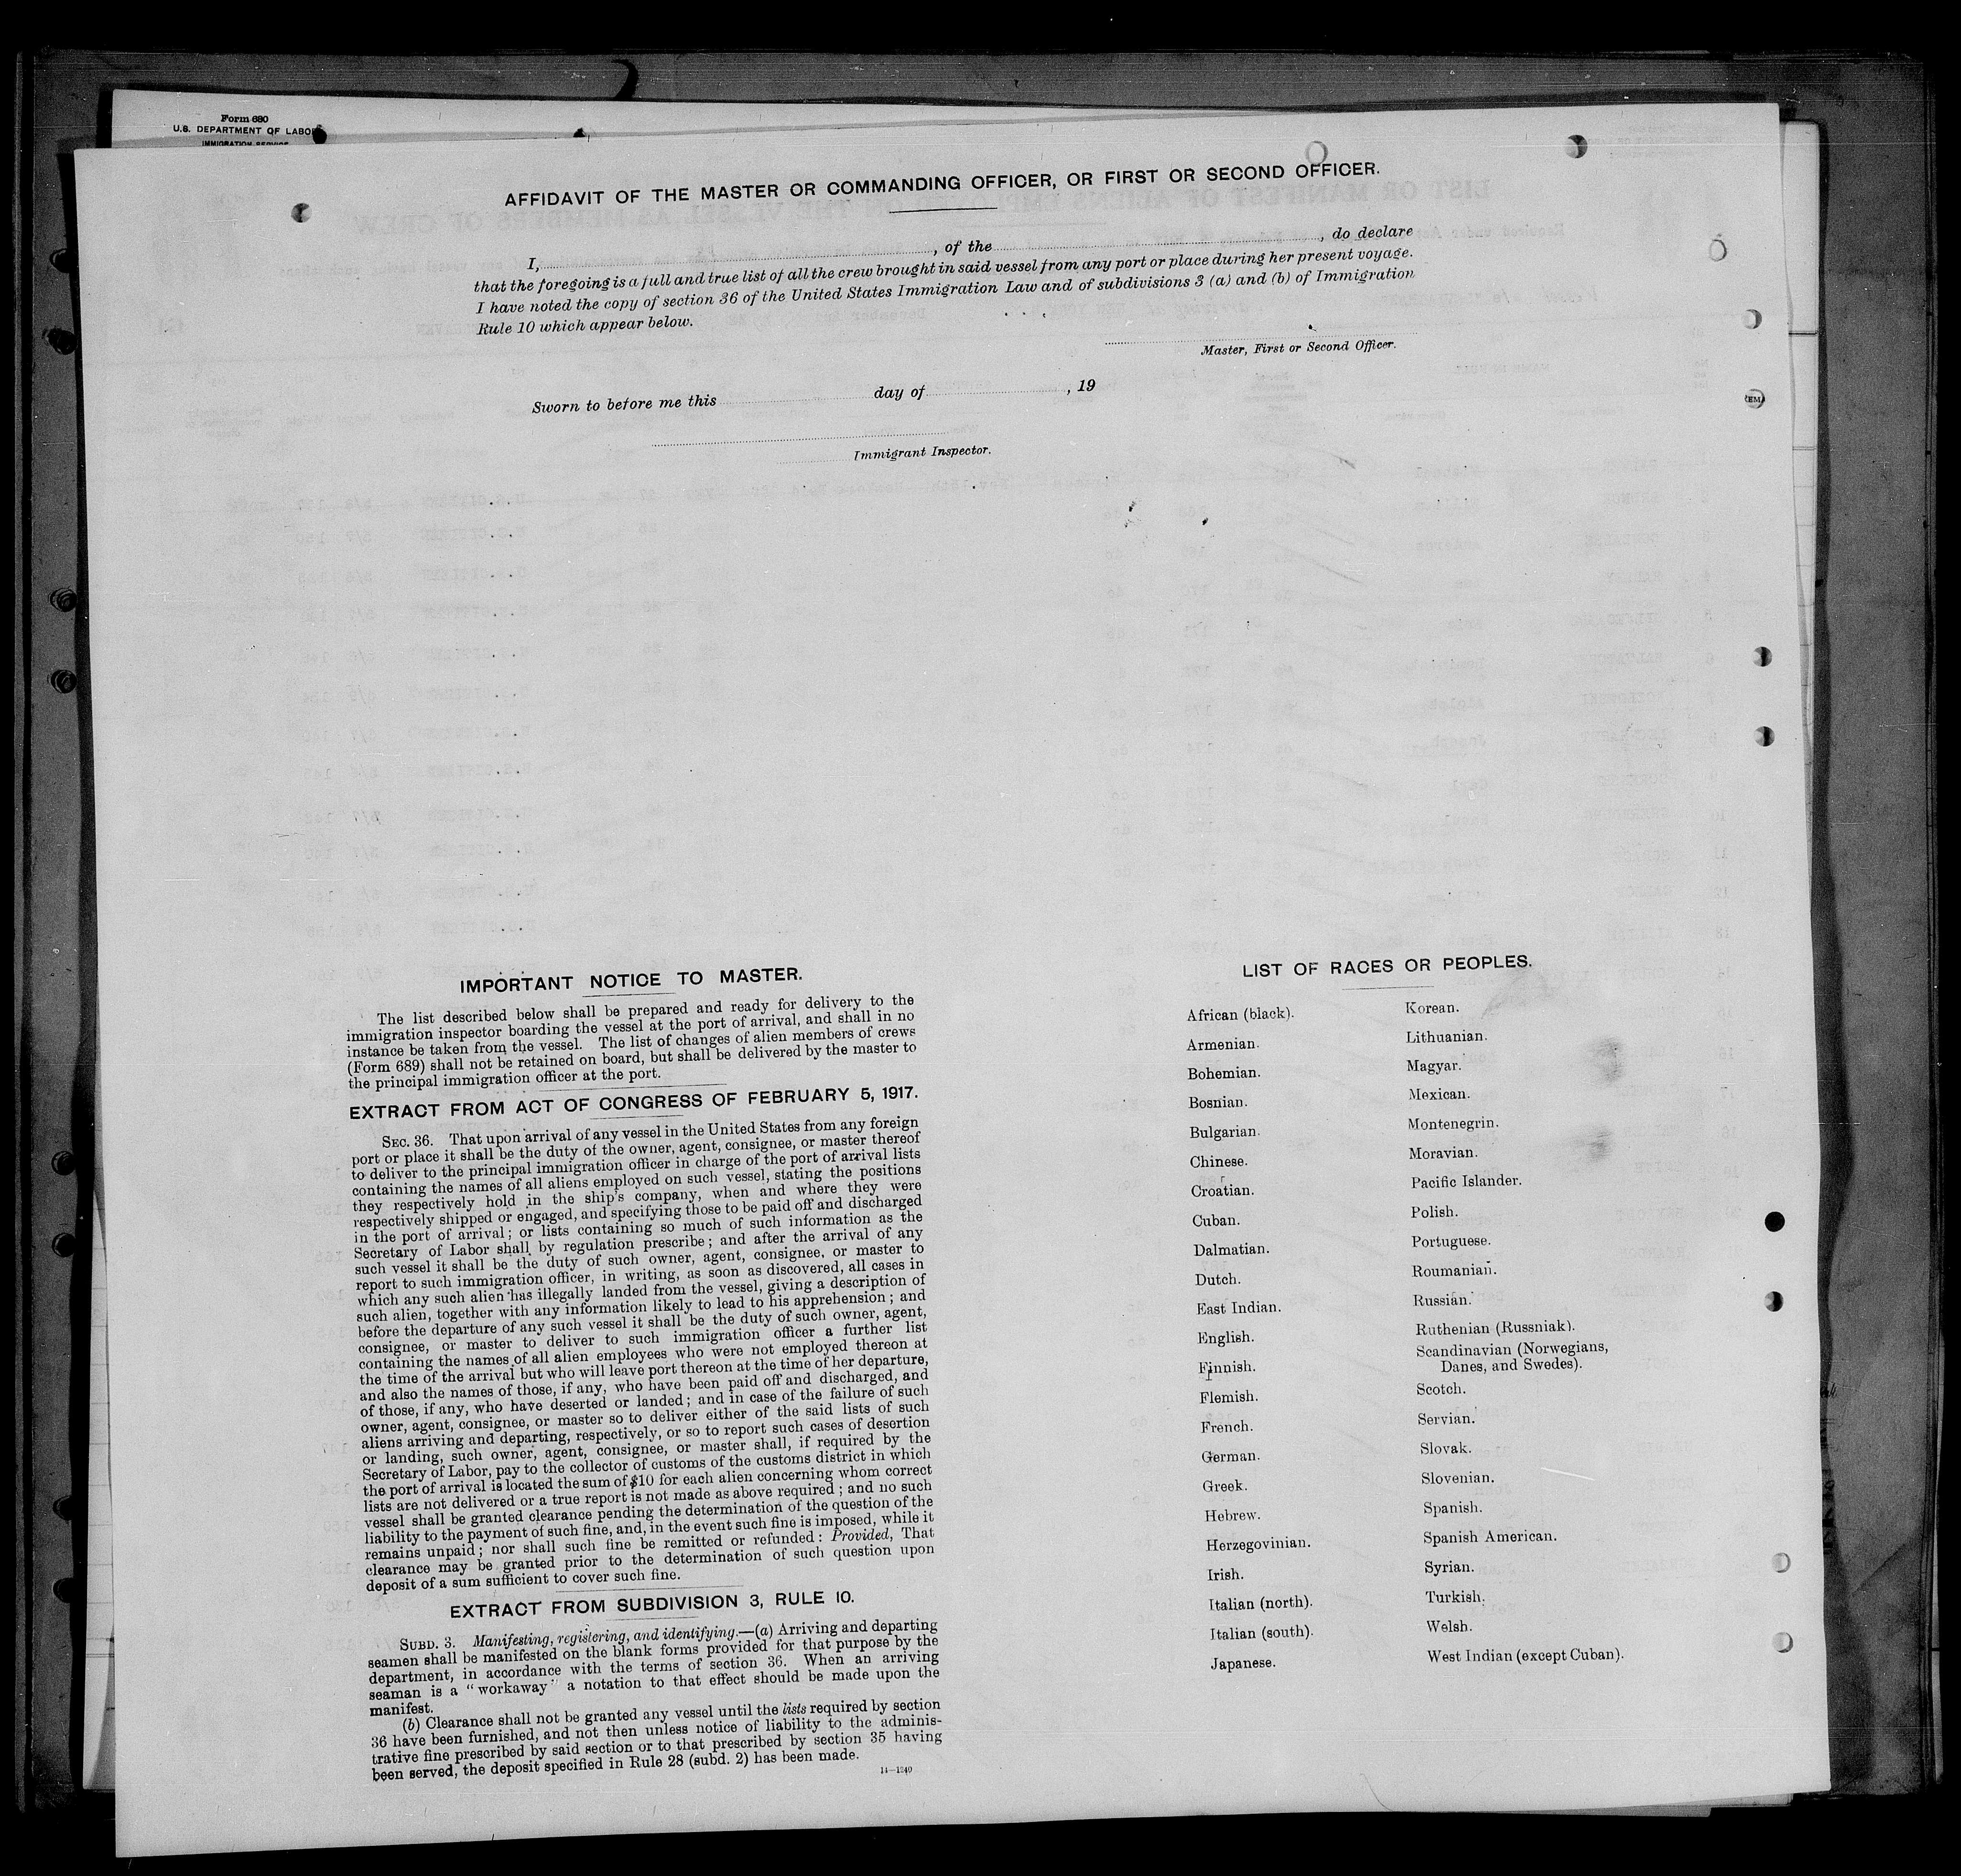 Form 680
U.S. DEPARTMENT OF LABOR
IMMIGRATION SERVICE
AFFIDAVIT OF THE MASTER OR COMMANDING OFFICER, OR FIRST OR SECOND OFFICER.
I, , of the , do declare
that the foregoing is a full and true list of all the crew brought in said vessel from any port or place during her present voyage.
I have noted the copy of section 36 of the United States Immigration Law and of subdivisions 3 (a) and (b) of Immigration
Rule 10 which appear below.
Master, First or Second Officer.
Sworn to before me this day of , 19
Immigrant Inspector.
IMPORTANT NOTICE TO MASTER.
The list described below shall be prepared and ready for delivery to the
immigration inspector boarding the vessel at the port of arrival, and shall in no
instance be taken from the vessel. The list of changes of alien members of crews
(Form 689) shall not be retained on board, but shall be delivered by the master to
the principal immigration officer at the port.
EXTRACT FROM ACT OF CONGRESS OF FEBRUARY 5, 1917.
SEC. 36. That upon arrival of any vessel in the United States from any foreign
port or place it shall be the duty of the owner, agent, consignee, or master thereof
to deliver to the principal immigration officer in charge of the port of arrival lists
containing the names of all aliens employed on such vessel, stating the positions
they respectively hold in the ship's company, when and where they were
respectively shipped or engaged, and specifying those to be paid off and discharged
in the port of arrival; or lists containing so much of such information as the
Secretary of Labor shall by regulation prescribe; and after the arrival of any
such vessel it shall be the duty of such owner, agent, consignee, or master to
report to such immigration officer, in writing, as soon as discovered, all cases in
which any such alien has illegally landed from the vessel, giving a description of
such alien, together with any information likely to lead to his apprehension; and
before the departure of any such vessel it shall be the duty of such owner, agent,
consignee, or master to deliver to such immigration officer a further list
containing the names of all alien employees who were not employed thereon at
the time of the arrival but who will leave port thereon at the time of her departure,
and also the names of those, if any, who have been paid off and discharged, and
of those, if any, who have deserted or landed; and in case of the failure of such
owner, agent, consignee, or master so to deliver either of the said lists of such
aliens arriving and departing, respectively, or so to report such cases of desertion
or landing, such owner, agent, consignee, or master shall, if required by the
Secretary of Labor, pay to the collector of customs of the customs district in which
the port of arrival is located the sum of $10 for each alien concerning whom correct
lists are not delivered or a true report is not made as above required; and no such
vessel shall be granted clearance pending the determination of the question of the
liability to the payment of such fine, and, in the event such fine is imposed, while it
remains unpaid; nor shall such fine be remitted or refunded: Provided, That
clearance may be granted prior to the determination of such question upon
deposit of a sum sufficient to cover such fine.
EXTRACT FROM SUBDIVISION 3, RULE 10.
SUBD. 3. Manifesting, registering, and identifying.—(a) Arriving and departing
seamen shall be manifested on the blank forms provided for that purpose by the
department, in accordance with the terms of section 36. When an arriving
seaman is a "workaway" a notation to that effect should be made upon the
manifest.
(b) Clearance shall not be granted any vessel until the lists required by section
36 have been furnished, and not then unless notice of liability to the adminis-
trative fine prescribed by said section or to that prescribed by section 35 having
been served, the deposit specified in Rule 28 (subd. 2) has been made.
14—1240
LIST OF RACES OR PEOPLES.
African (black).
Armenian.
Bohemian.
Bosnian.
Bulgarian.
Chinese.
Croatian.
Cuban.
Dalmatian.
Dutch.
East Indian.
English.
Finnish.
Flemish.
French.
German.
Greek.
Hebrew.
Herzegovinian.
Irish.
Italian (north).
Italian (south).
Japanese.
Korean.
Lithuanian.
Magyar.
Mexican.
Montenegrin.
Moravian.
Pacific Islander.
Polish.
Portuguese.
Roumanian.
Russian.
Ruthenian (Russniak).
Scandinavian (Norwegians,
Danes, and Swedes).
Scotch.
Servian.
Slovak.
Slovenian.
Spanish.
Spanish American.
Syrian.
Turkish.
Welsh.
West Indian (except Cuban).